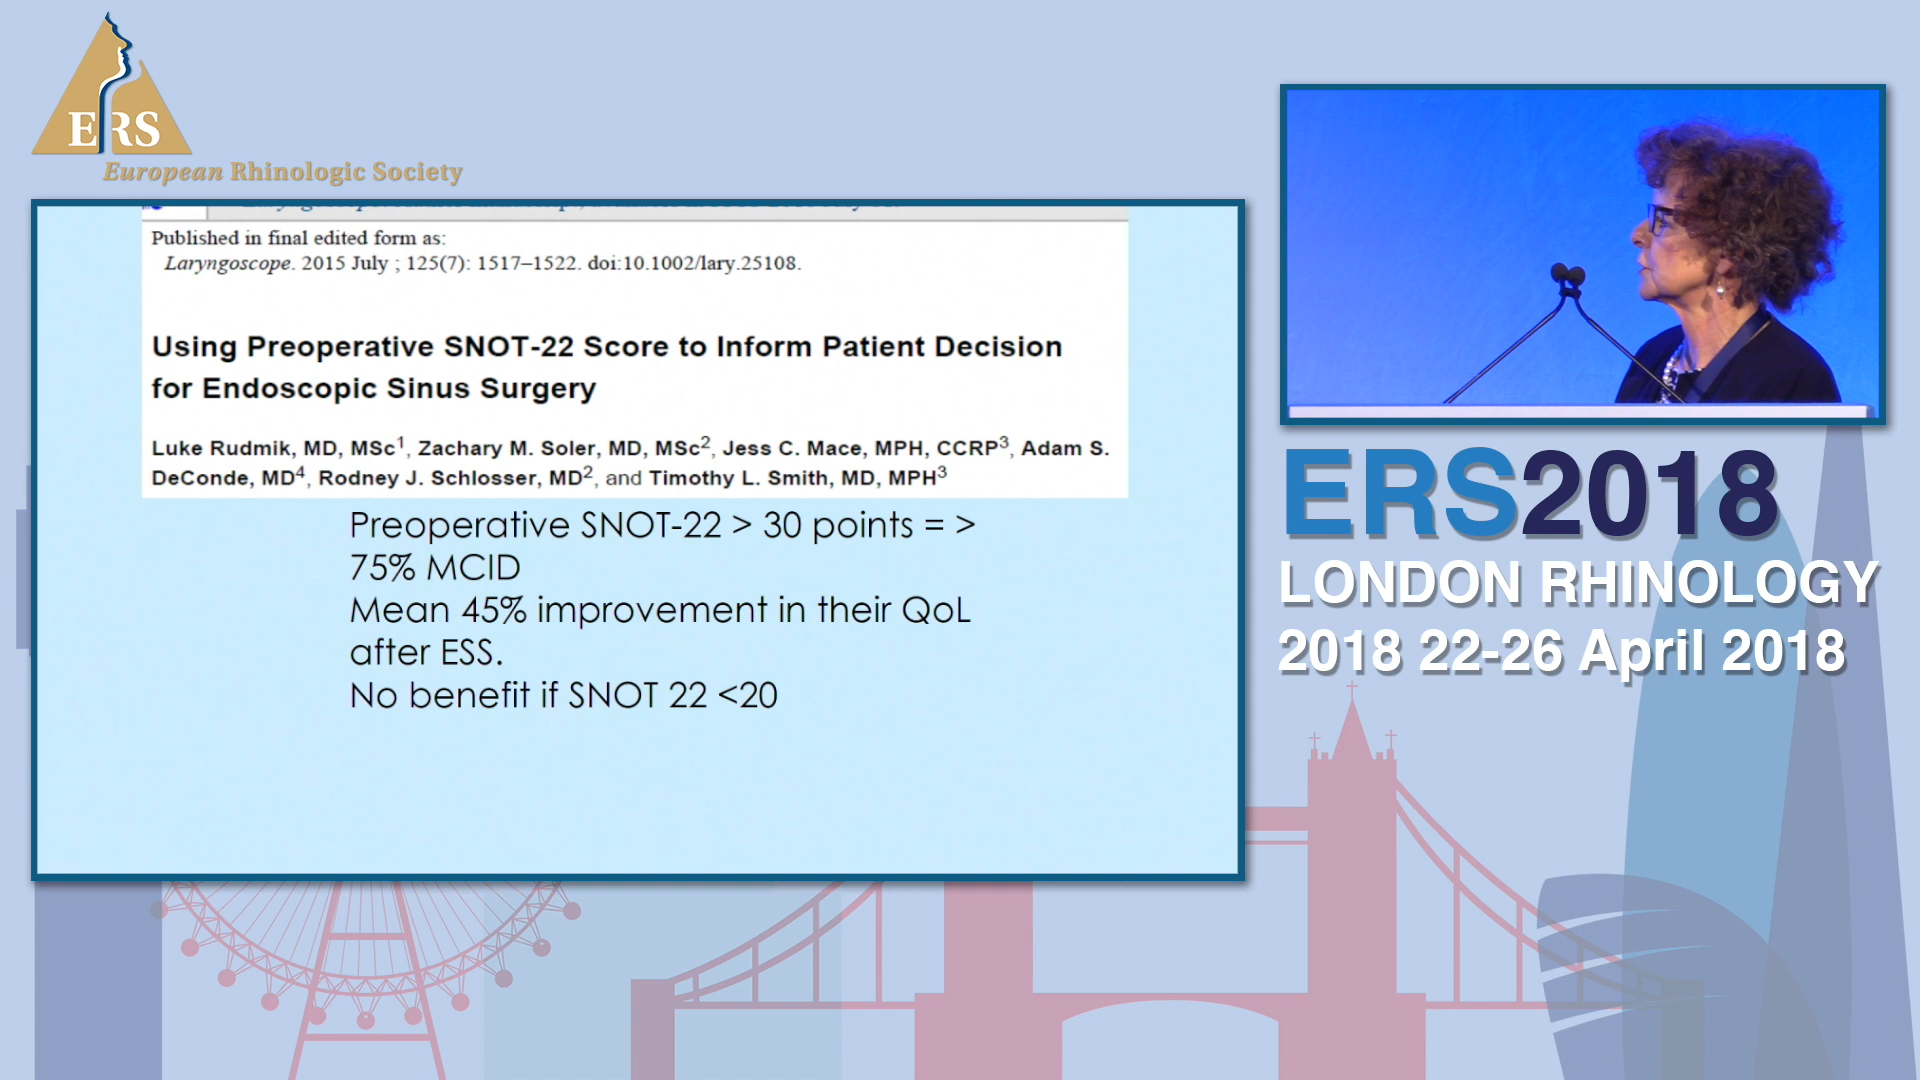 ERS
European Rhinologic Society
Published in final edited form as:
Laryngoscope. 2015 July ; 125(7): 1517–1522. doi:10.1002/lary.25108.
Using Preoperative SNOT-22 Score to Inform Patient Decision
for Endoscopic Sinus Surgery
Luke Rudmik, MD, MSc1, Zachary M. Soler, MD, MSc2, Jess C. Mace, MPH, CCRP3, Adam S.
DeConde, MD4, Rodney J. Schlosser, MD2, and Timothy L. Smith, MD, MPH3
Preoperative SNOT-22 > 30 points = >
75% MCID
Mean 45% improvement in their QoL
after ESS.
No benefit if SNOT 22 <20
ERS2018
LONDON RHINOLOGY
2018 22-26 April 2018